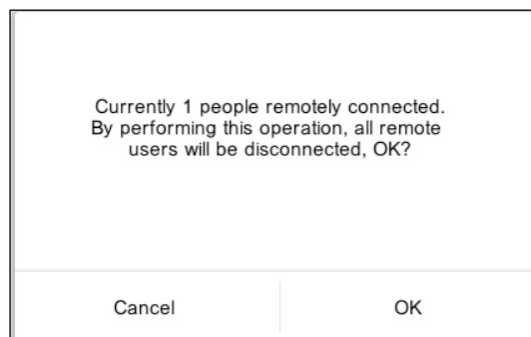 Currently 1 people remotely connected.
By performing this operation, all remote
users will be disconnected, OK?
Cancel
OK